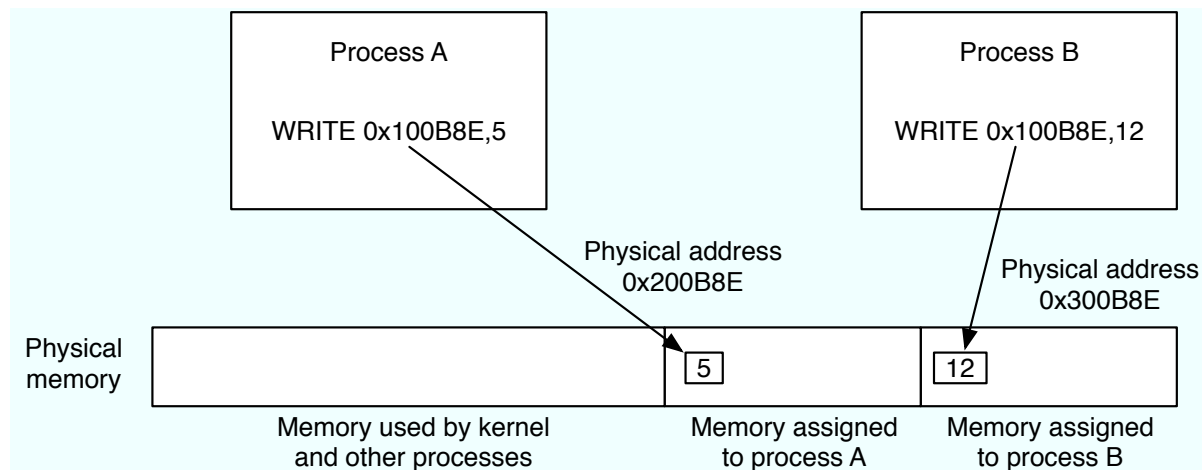 Process A
WRITE 0x100B8E,5
Process B
WRITE 0x100B8E,12
Physical address
0x200B8E
Physical address
0x300B8E
Physical
memory
5
12
Memory used by kernel
and other processes
Memory assigned
to process A
Memory assigned
to process B